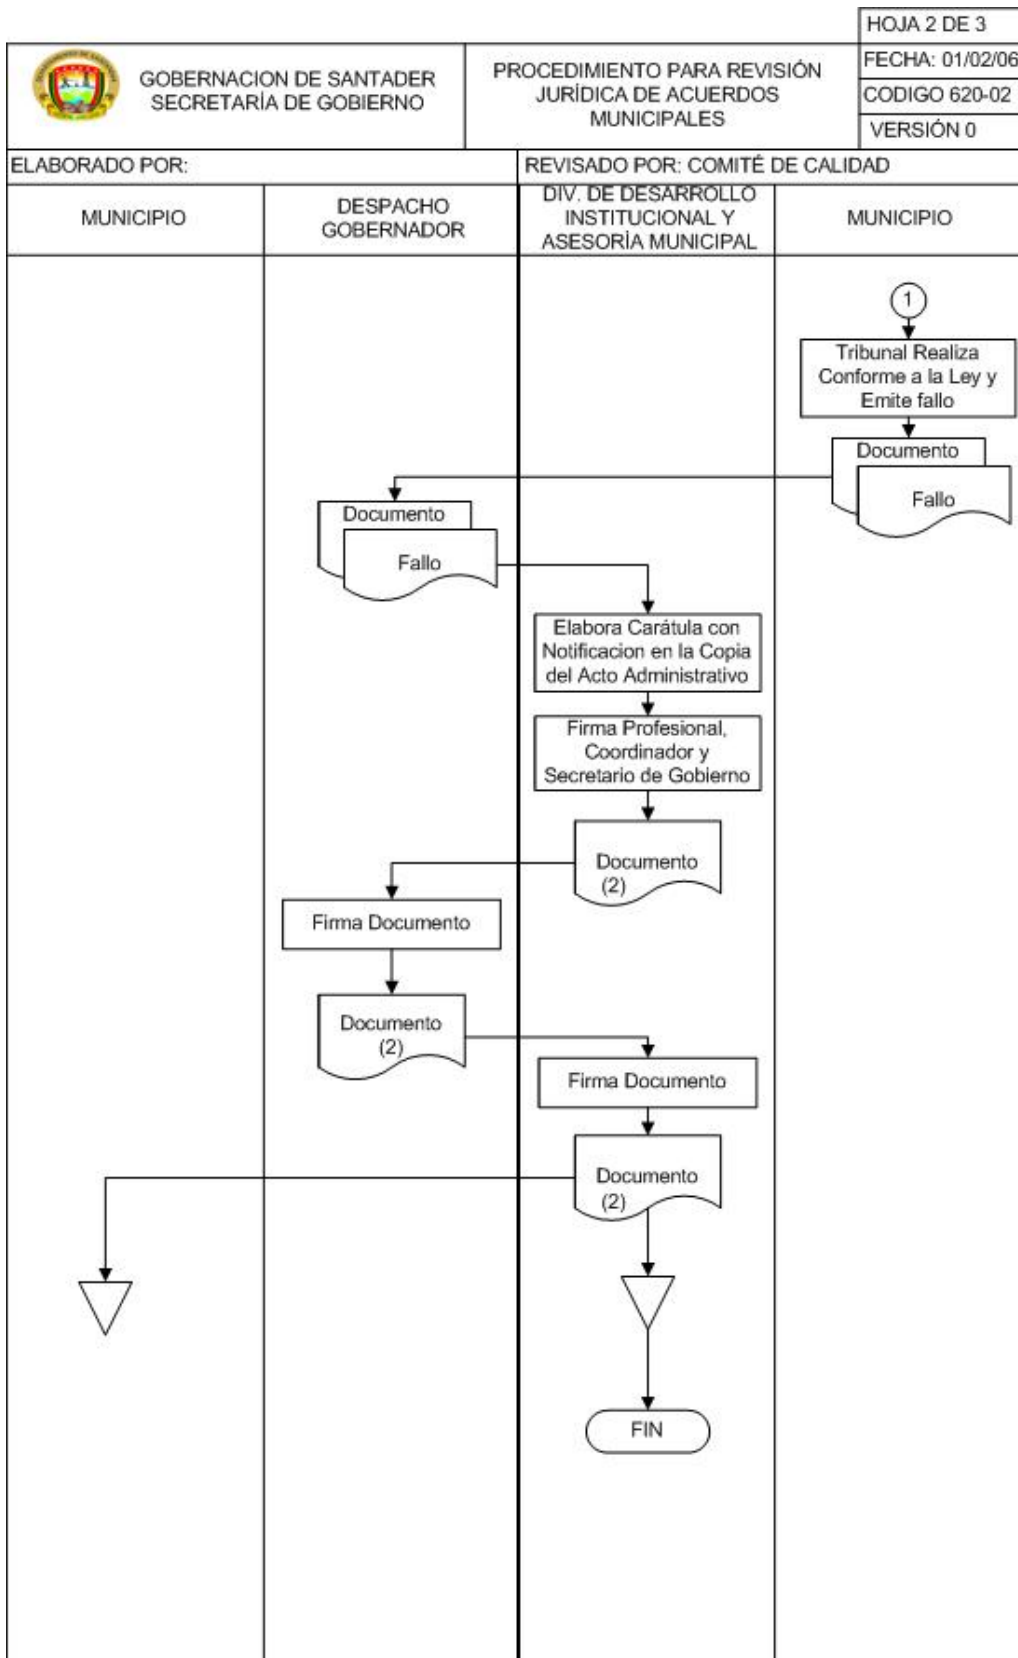 HOJA 2 DE 3
GOBERNACION DE SANTADER
SECRETARÍA DE GOBIERNO
PROCEDIMIENTO PARA REVISIÓN
JURÍDICA DE ACUERDOS
MUNICIPALES
FECHA: 01/02/06
CODIGO 620-02
VERSIÓN 0
ELABORADO POR:
REVISADO POR: COMITÉ DE CALIDAD
MUNICIPIO
DESPACHO
GOBERNADOR
DIV. DE DESARROLLO
INSTITUCIONAL Y
ASESORÌA MUNICIPAL
MUNICIPIO
1
Tribunal Realiza
Conforme a la Ley y
Emite fallo
Documento
Fallo
Documento
Fallo
Elabora Carátula con
Notificacion en la Copia
del Acto Administrativo
Firma Profesional,
Coordinador y
Secretario de Gobierno
Documento
(2)
Firma Documento
Documento
(2)
Firma Documento
Documento
(2)
FIN